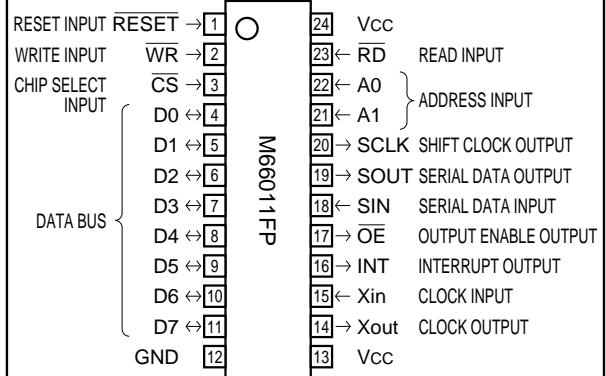 RESET INPUT RESET → 1 24 Vcc
WRITE INPUT WR → 2 23 ← RD READ INPUT
CHIP SELECT INPUT CS → 3 22 ← A0
D0 ↔ 4 21 ← A1
ADDRESS INPUT
D1 ↔ 5 20 → SCLK SHIFT CLOCK OUTPUT
D2 ↔ 6 19 → SOUT SERIAL DATA OUTPUT
D3 ↔ 7 18 ← SIN SERIAL DATA INPUT
DATA BUS
D4 ↔ 8 17 → OE OUTPUT ENABLE OUTPUT
D5 ↔ 9 16 → INT INTERRUPT OUTPUT
D6 ↔ 10 15 ← Xin CLOCK INPUT
D7 ↔ 11 14 → Xout CLOCK OUTPUT
GND 12 13 Vcc
M66011FP